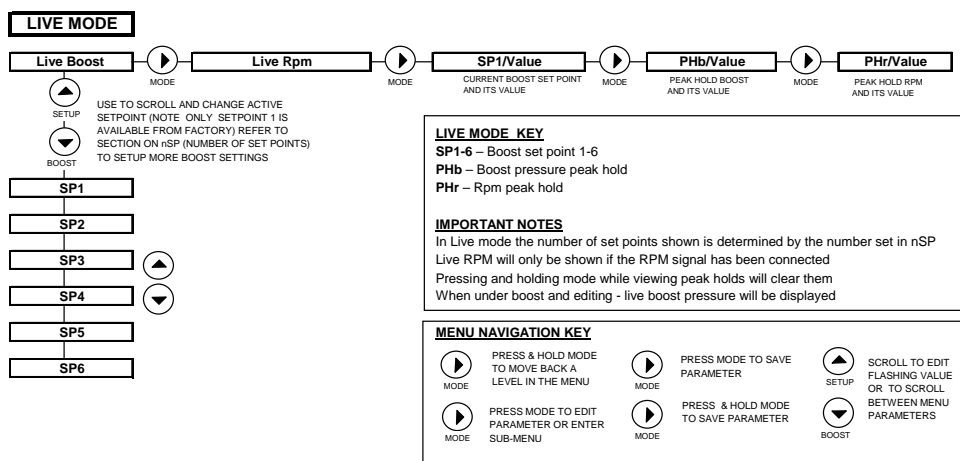 LIVE MODE
Live Boost
MODE
Live Rpm
MODE
SP1/Value
CURRENT BOOST SET POINT
AND ITS VALUE
MODE
PHb/Value
PEAK HOLD BOOST
AND ITS VALUE
MODE
PHr/Value
PEAK HOLD RPM
AND ITS VALUE
SETUP
BOOST
USE TO SCROLL AND CHANGE ACTIVE
SETPOINT (NOTE ONLY SETPOINT 1 IS
AVAILABLE FROM FACTORY) REFER TO
SECTION ON nSP (NUMBER OF SET POINTS)
TO SETUP MORE BOOST SETTINGS
SP1
SP2
SP3
SP4
SP5
SP6
LIVE MODE KEY
SP1-6 – Boost set point 1-6
PHb – Boost pressure peak hold
PHr – Rpm peak hold
IMPORTANT NOTES
In Live mode the number of set points shown is determined by the number set in nSP
Live RPM will only be shown if the RPM signal has been connected
Pressing and holding mode while viewing peak holds will clear them
When under boost and editing - live boost pressure will be displayed
MENU NAVIGATION KEY
MODE
PRESS & HOLD MODE
TO MOVE BACK A
LEVEL IN THE MENU
MODE
PRESS MODE TO SAVE
PARAMETER
SETUP
SCROLL TO EDIT
FLASHING VALUE
OR TO SCROLL
BETWEEN MENU
PARAMETERS
MODE
PRESS MODE TO EDIT
PARAMETER OR ENTER
SUB-MENU
MODE
PRESS & HOLD MODE
TO SAVE PARAMETER
BOOST